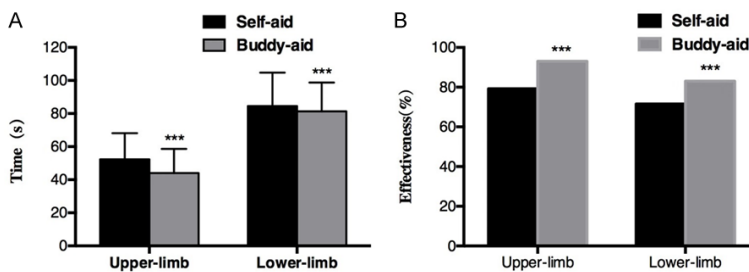 A
Self-aid
Buddy-aid
Time (s)
120
100
80
60
40
20
0
***
***
Upper-limb
Lower-limb
B
Self-aid
Buddy-aid
Effectiveness(%)
100
80
60
40
20
0
***
***
Upper-limb
Lower-limb